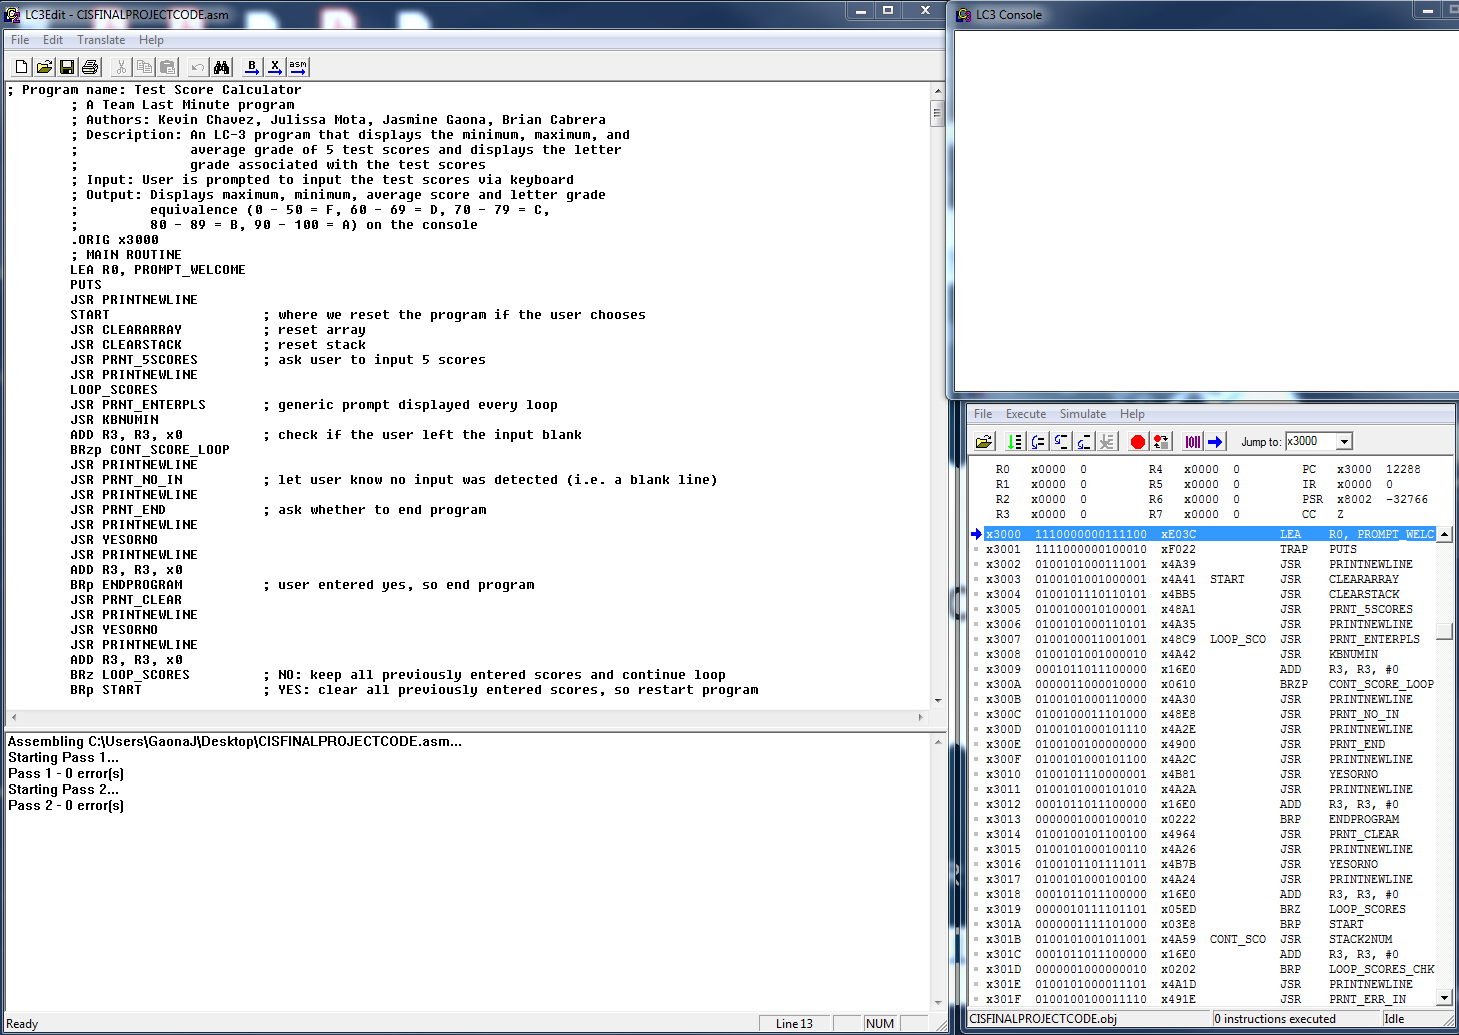 LC3Edit - CISFINALPROJECTCODE.asm
File Edit Translate Help
B X asm
; Program name: Test Score Calculator
; A Team Last Minute program
; Authors: Kevin Chavez, Julissa Mota, Jasmine Gaona, Brian Cabrera
; Description: An LC-3 program that displays the minimum, maximum, and
; average grade of 5 test scores and displays the letter
; grade associated with the test scores
; Input: User is prompted to input the test scores via keyboard
; Output: Displays maximum, minimum, average score and letter grade
; equivalence (0 - 50 = F, 60 - 69 = D, 70 - 79 = C,
; 80 - 89 = B, 90 - 100 = A) on the console
.ORIG x3000
; MAIN ROUTINE
LEA R0, PROMPT_WELCOME
PUTS
JSR PRINTNEWLINE
START ; where we reset the program if the user chooses
JSR CLEARARRAY ; reset array
JSR CLEARSTACK ; reset stack
JSR PRNT_5SCORES ; ask user to input 5 scores
JSR PRINTNEWLINE
LOOP_SCORES
JSR PRNT_ENTERPLS ; generic prompt displayed every loop
JSR KBNUMIN
ADD R3, R3, x0 ; check if the user left the input blank
BRzp CONT_SCORE_LOOP
JSR PRINTNEWLINE
JSR PRNT_NO_IN ; let user know no input was detected (i.e. a blank line)
JSR PRINTNEWLINE
JSR PRNT_END ; ask whether to end program
JSR PRINTNEWLINE
JSR YESORNO
JSR PRINTNEWLINE
ADD R3, R3, x0
BRp ENDPROGRAM ; user entered yes, so end program
JSR PRNT_CLEAR
JSR PRINTNEWLINE
JSR YESORNO
JSR PRINTNEWLINE
ADD R3, R3, x0
BRz LOOP_SCORES ; NO: keep all previously entered scores and continue loop
BRp START ; YES: clear all previously entered scores, so restart program
Assembling C:\Users\GaonaJ\Desktop\CISFINALPROJECTCODE.asm...
Starting Pass 1...
Pass 1 - 0 error(s)
Starting Pass 2...
Pass 2 - 0 error(s)
Ready Line 13 NUM
LC3 Console
File Execute Simulate Help
Jump to: x3000
R0 x0000 0 R4 x0000 0 PC x3000 12288
R1 x0000 0 R5 x0000 0 IR x0000 0
R2 x0000 0 R6 x0000 0 PSR x8002 -32766
R3 x0000 0 R7 x0000 0 CC Z
x3000 1110000000111100 xE03C LEA R0, PROMPT_WELC
x3001 1111000000100010 xF022 TRAP PUTS
x3002 0100101000111001 x4A39 JSR PRINTNEWLINE
x3003 0100101001000001 x4A41 START JSR CLEARARRAY
x3004 0100101110110101 x4BB5 JSR CLEARSTACK
x3005 0100100010100001 x48A1 JSR PRNT_5SCORES
x3006 0100101000110101 x4A35 JSR PRINTNEWLINE
x3007 0100100011001001 x48C9 LOOP_SCO JSR PRNT_ENTERPLS
x3008 0100101001000010 x4A42 JSR KBNUMIN
x3009 0001011011100000 x16E0 ADD R3, R3, #0
x300A 0000011000010000 x0610 BRZP CONT_SCORE_LOOP
x300B 0100101000110000 x4A30 JSR PRINTNEWLINE
x300C 0100100011101000 x48E8 JSR PRNT_NO_IN
x300D 0100101000101110 x4A2E JSR PRINTNEWLINE
x300E 0100100100000000 x4900 JSR PRNT_END
x300F 0100101000101100 x4A2C JSR PRINTNEWLINE
x3010 0100101110000001 x4B81 JSR YESORNO
x3011 0100101000101010 x4A2A JSR PRINTNEWLINE
x3012 0001011011100000 x16E0 ADD R3, R3, #0
x3013 0000001000100010 x0222 BRP ENDPROGRAM
x3014 0100100101100100 x4964 JSR PRNT_CLEAR
x3015 0100101000100110 x4A26 JSR PRINTNEWLINE
x3016 0100101101111011 x4B7B JSR YESORNO
x3017 0100101000100100 x4A24 JSR PRINTNEWLINE
x3018 0001011011100000 x16E0 ADD R3, R3, #0
x3019 0000010111101101 x05ED BRZ LOOP_SCORES
x301A 0000001111101000 x03E8 BRP START
x301B 0100101001011001 x4A59 CONT_SCO JSR STACK2NUM
x301C 0001011011100000 x16E0 ADD R3, R3, #0
x301D 0000001000000010 x0202 BRP LOOP_SCORES_CHK
x301E 0100101000011101 x4A1D JSR PRINTNEWLINE
x301F 0100100100011110 x491E JSR PRNT_ERR_IN
CISFINALPROJECTCODE.obj 0 instructions executed Idle